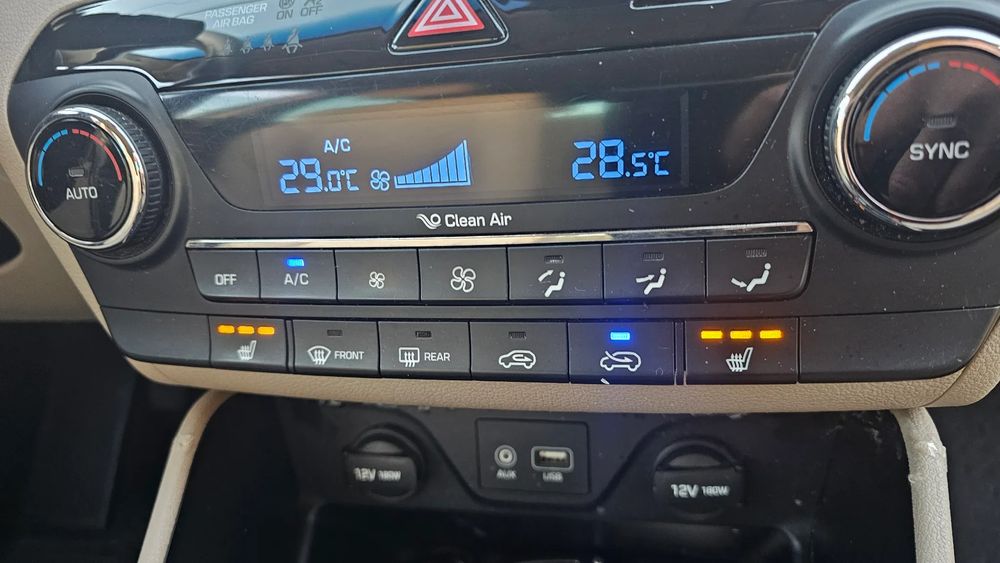 PASSENGER
AIR BAG
ON
OFF
A/C
29.0°C
28.5°C
AUTO
SYNC
Clean Air
OFF
A/C
FRONT
REAR
12V 180W
AUX
USB
12V 180W